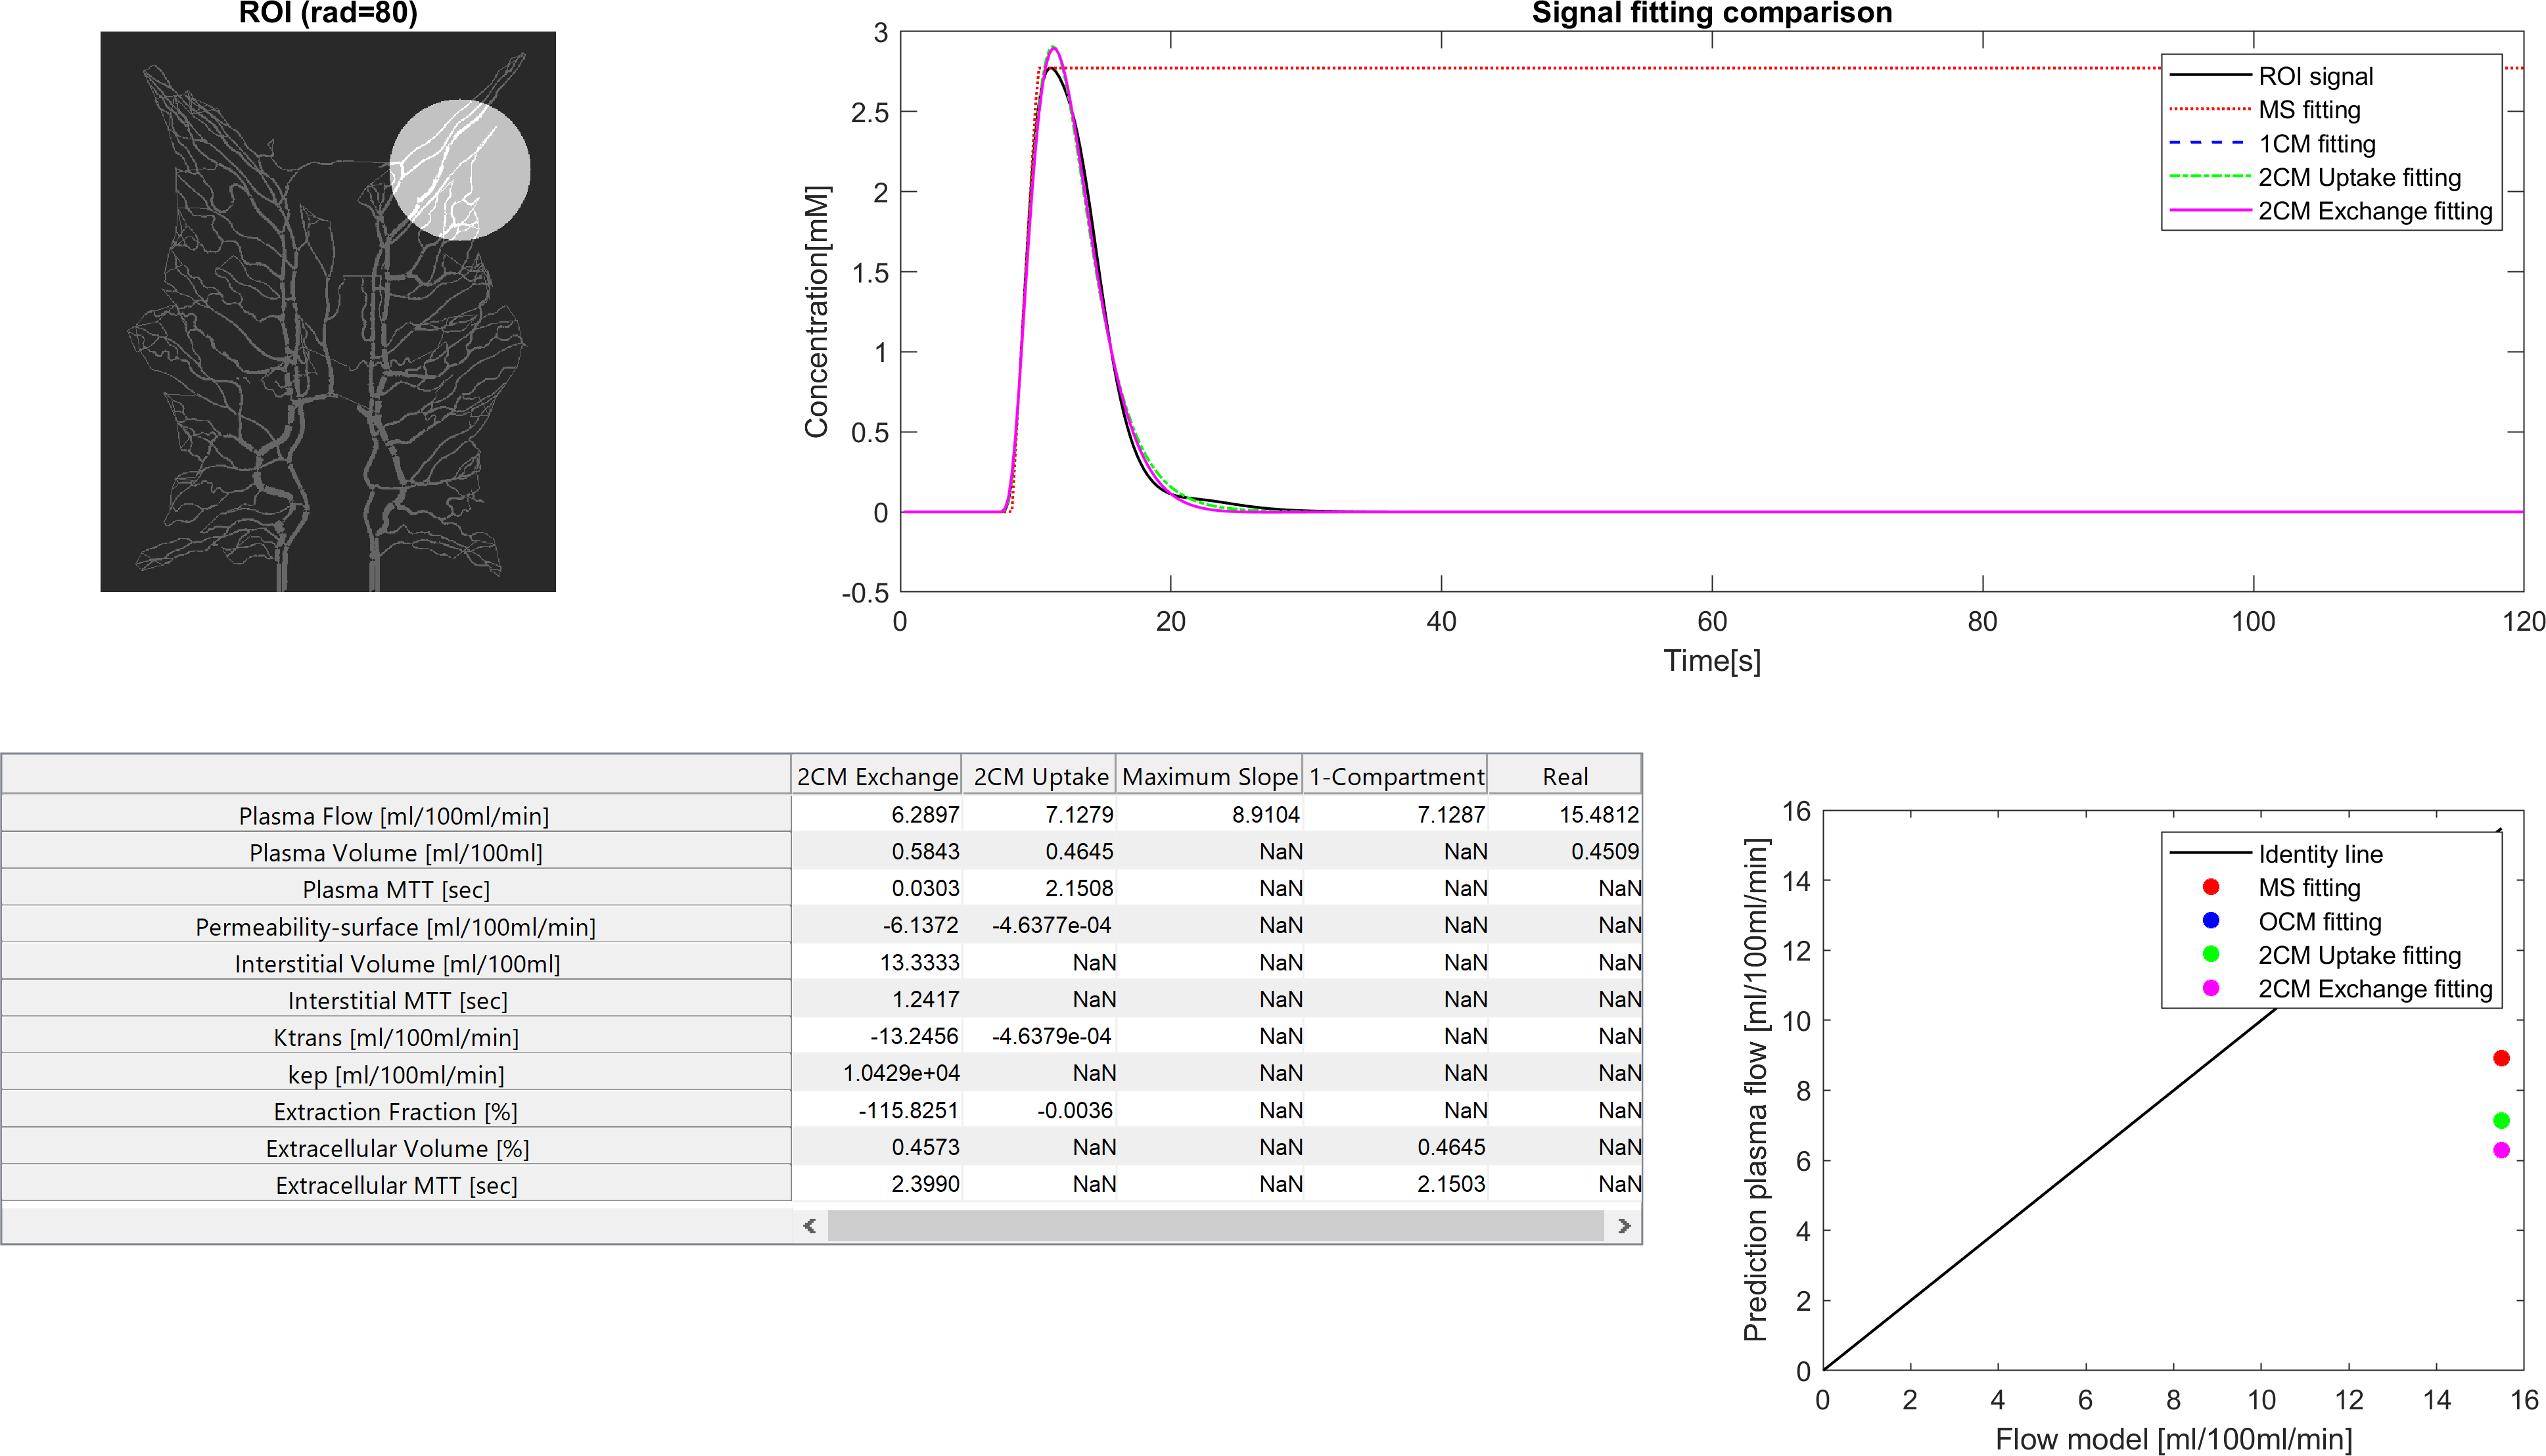 ROI (rad=80)
Signal fitting comparison
3
2.5
2
1.5
1
0.5
0
-0.5
0 20 40 60 80 100 120
Concentration[mM]
Time[s]
ROI signal
MS fitting
1CM fitting
2CM Uptake fitting
2CM Exchange fitting
2CM Exchange 2CM Uptake Maximum Slope 1-Compartment Real
Plasma Flow [ml/100ml/min] 6.2897 7.1279 8.9104 7.1287 15.4812
Plasma Volume [ml/100ml] 0.5843 0.4645 NaN NaN 0.4509
Plasma MTT [sec] 0.0303 2.1508 NaN NaN NaN
Permeability-surface [ml/100ml/min] -6.1372 -4.6377e-04 NaN NaN NaN
Interstitial Volume [ml/100ml] 13.3333 NaN NaN NaN NaN
Interstitial MTT [sec] 1.2417 NaN NaN NaN NaN
Ktrans [ml/100ml/min] -13.2456 -4.6379e-04 NaN NaN NaN
kep [ml/100ml/min] 1.0429e+04 NaN NaN NaN NaN
Extraction Fraction [%] -115.8251 -0.0036 NaN NaN NaN
Extracellular Volume [%] 0.4573 NaN NaN 0.4645 NaN
Extracellular MTT [sec] 2.3990 NaN NaN 2.1503 NaN
16
14
12
10
8
6
4
2
0
0 2 4 6 8 10 12 14 16
Prediction plasma flow [ml/100ml/min]
Flow model [ml/100ml/min]
Identity line
MS fitting
OCM fitting
2CM Uptake fitting
2CM Exchange fitting